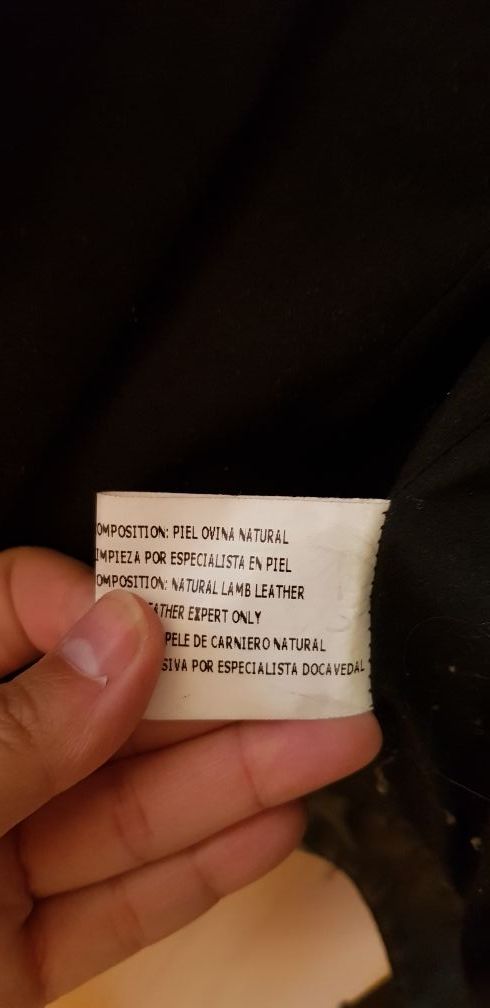 OMPOSITION: PIEL OVINA NATURAL
IMPIEZA POR ESPECIALISTA EN PIEL
OMPOSITION: NATURAL LAMB LEATHER
ATHER EXPERT ONLY
PELE DE CARNIERO NATURAL
SIVA POR ESPECIALISTA DOCAVEDAL